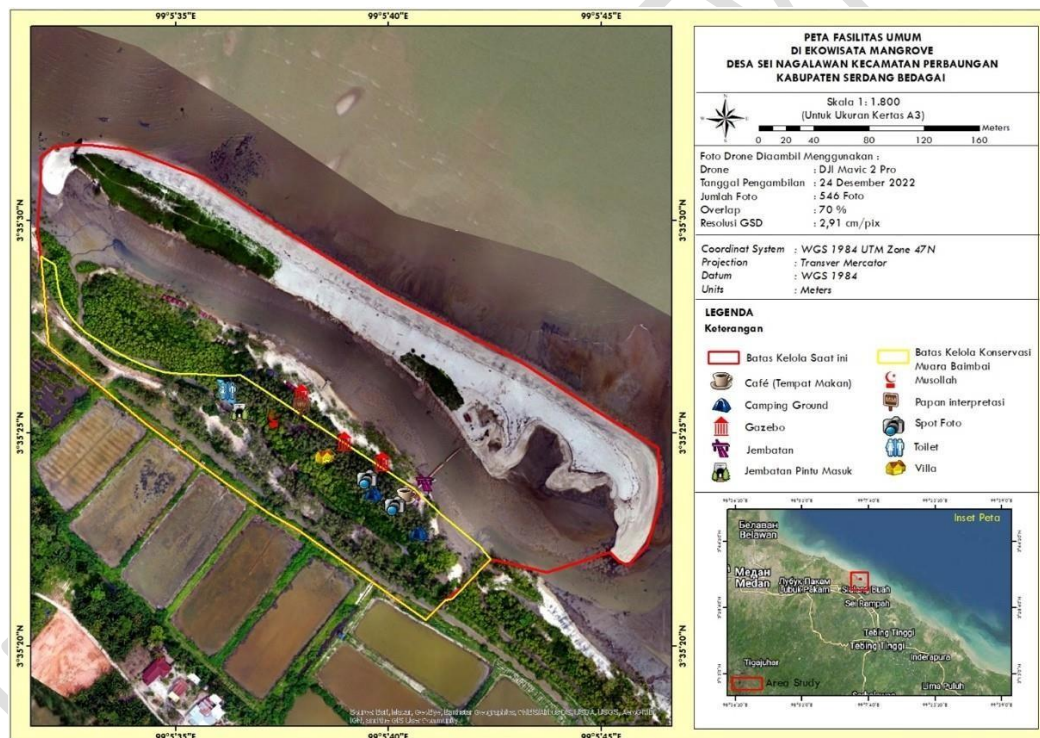 99°5'35"E 99°5'40"E 99°5'45"E
3°35'30"N
3°35'25"N
3°35'20"N
3°35'30"N
3°35'25"N
3°35'20"N
99°5'35"E 99°5'40"E 99°5'45"E
PETA FASILITAS UMUM
DI EKOWISATA MANGROVE
DESA SEI NAGALAWAN KECAMATAN PERBAUNGAN
KABUPATEN SERDANG BEDAGAI
Skala 1: 1.800
(Untuk Ukuran Kertas A3)
Meters
0 20 40 80 120 160
Foto Drone Diaambil Menggunakan :
Drone : DJI Mavic 2 Pro
Tanggal Pengambilan : 24 Desember 2022
Jumlah Foto : 546 Foto
Overlap : 70 %
Resolusi GSD : 2,91 cm/pix
Coordinat System : WGS 1984 UTM Zone 47N
Projection : Transver Mercator
Datum : WGS 1984
Units : Meters
LEGENDA
Keterangan
Batas Kelola Saat ini
Café (Tempat Makan)
Camping Ground
Gazebo
Jembatan
Jembatan Pintu Masuk
Batas Kelola Konservasi
Muara Baimbai
Musollah
Papan interpretasi
Spot Foto
Toilet
Villa
Inset Peta
Белаван
Belawan
Медан
Medan
Лубук Пакам
Lubuk Pakam
Sei Rempah
Tebing Tinggi
Tebing Tinggi
Inderapura
Tigajuhar
Lima Puluh
Area Study